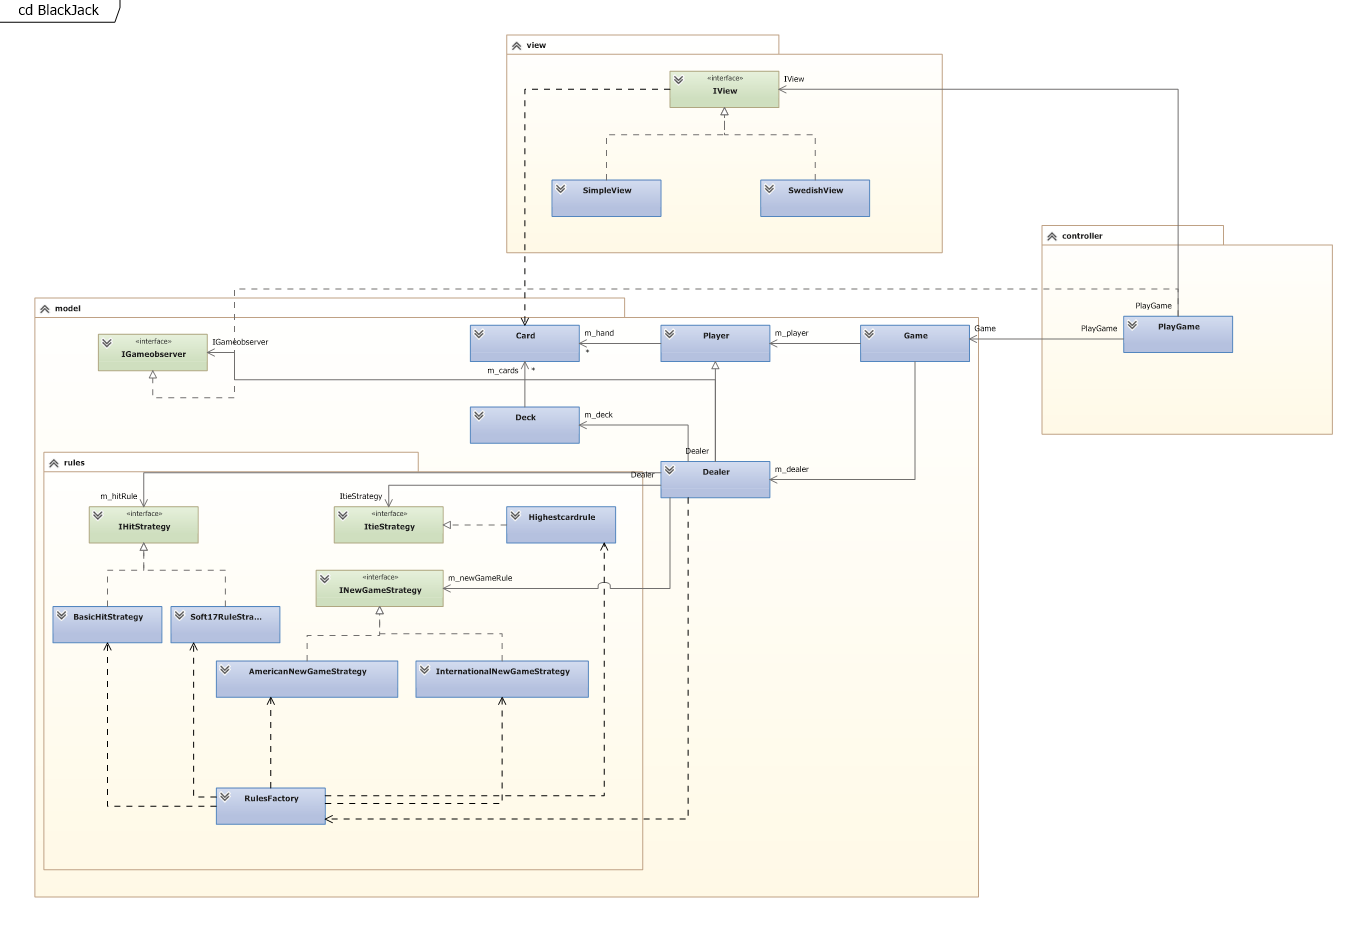 cd BlackJack
view
«interface»
IView
IView
SimpleView
SwedishView
controller
PlayGame
PlayGame
PlayGame
Game
model
«interface»
IGameobserver
IGameobserver
Card
m_hand
*
Player
m_player
Game
m_cards
*
Deck
m_deck
Dealer
Dealer
Dealer
m_dealer
rules
m_hitRule
«interface»
IHitStrategy
ItieStrategy
«interface»
ItieStrategy
Highestcardrule
«interface»
INewGameStrategy
m_newGameRule
BasicHitStrategy
Soft17RuleStra...
AmericanNewGameStrategy
InternationalNewGameStrategy
RulesFactory